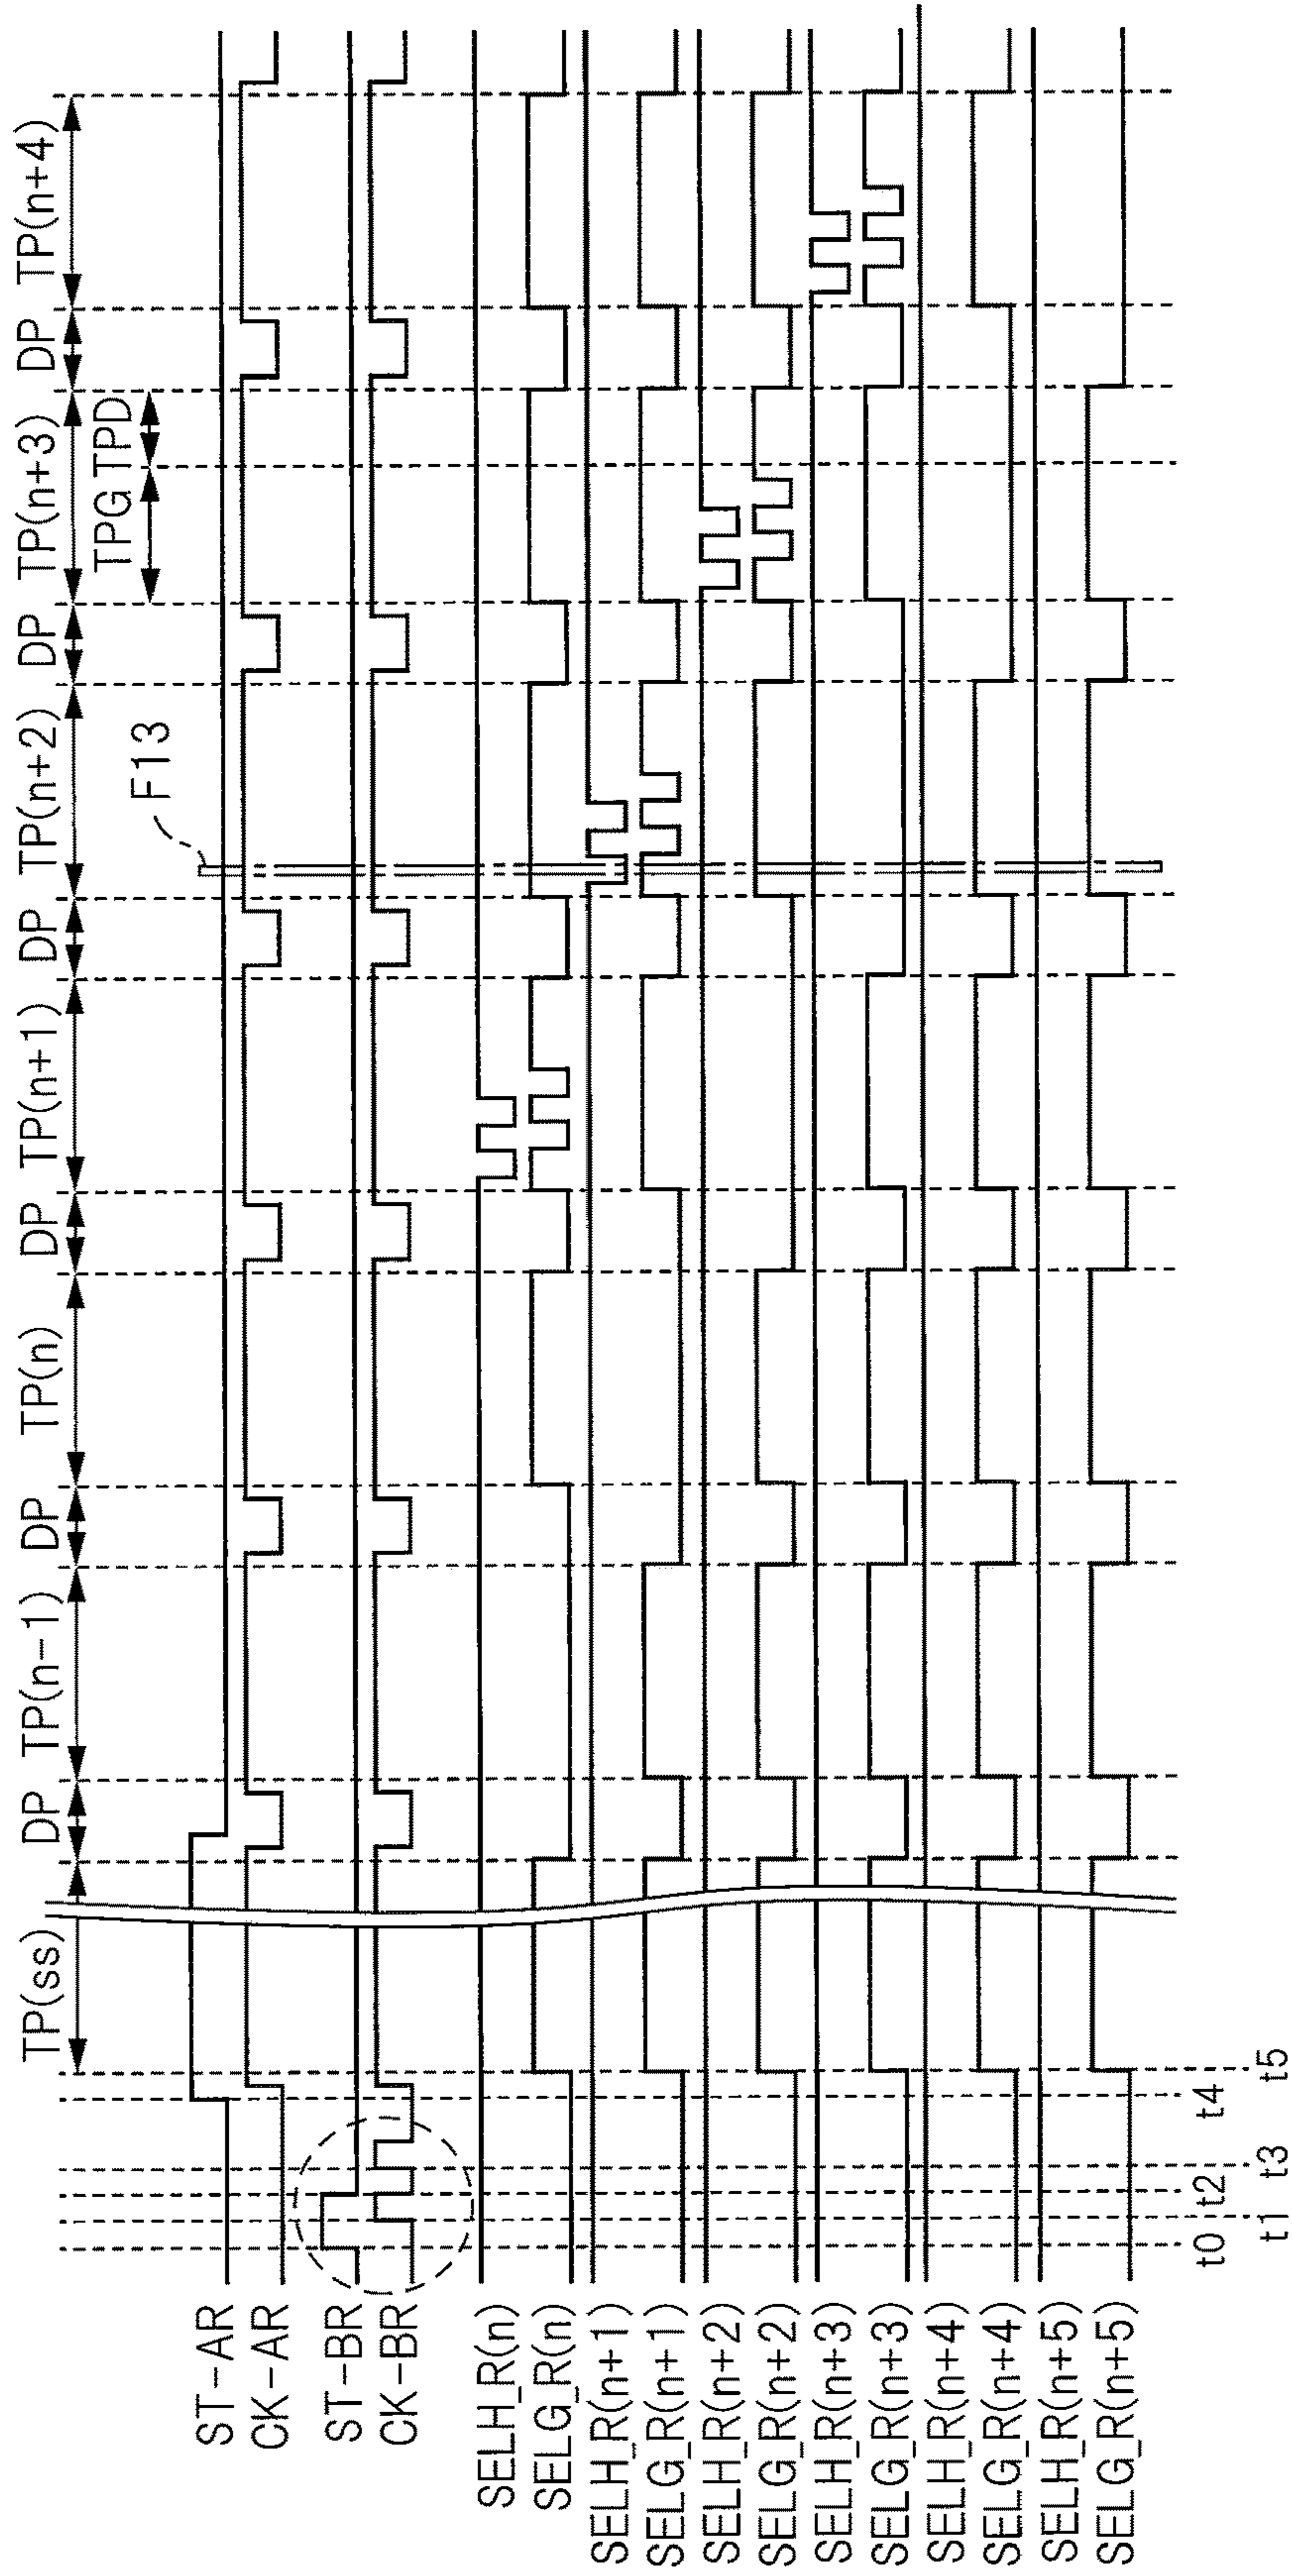 TP(ss) DP TP(n-1) DP TP(n) DP TP(n+1) DP TP(n+2) DP TP(n+3) DP TP(n+4)
TPG TPD
F13
ST-AR
CK-AR
ST-BR
CK-BR
SELH_R(n)
SELG_R(n)
SELH_R(n+1)
SELG_R(n+1)
SELH_R(n+2)
SELG_R(n+2)
SELH_R(n+3)
SELG_R(n+3)
SELH_R(n+4)
SELG_R(n+4)
SELH_R(n+5)
SELG_R(n+5)
t0 t2 t4
t1 t3 t5